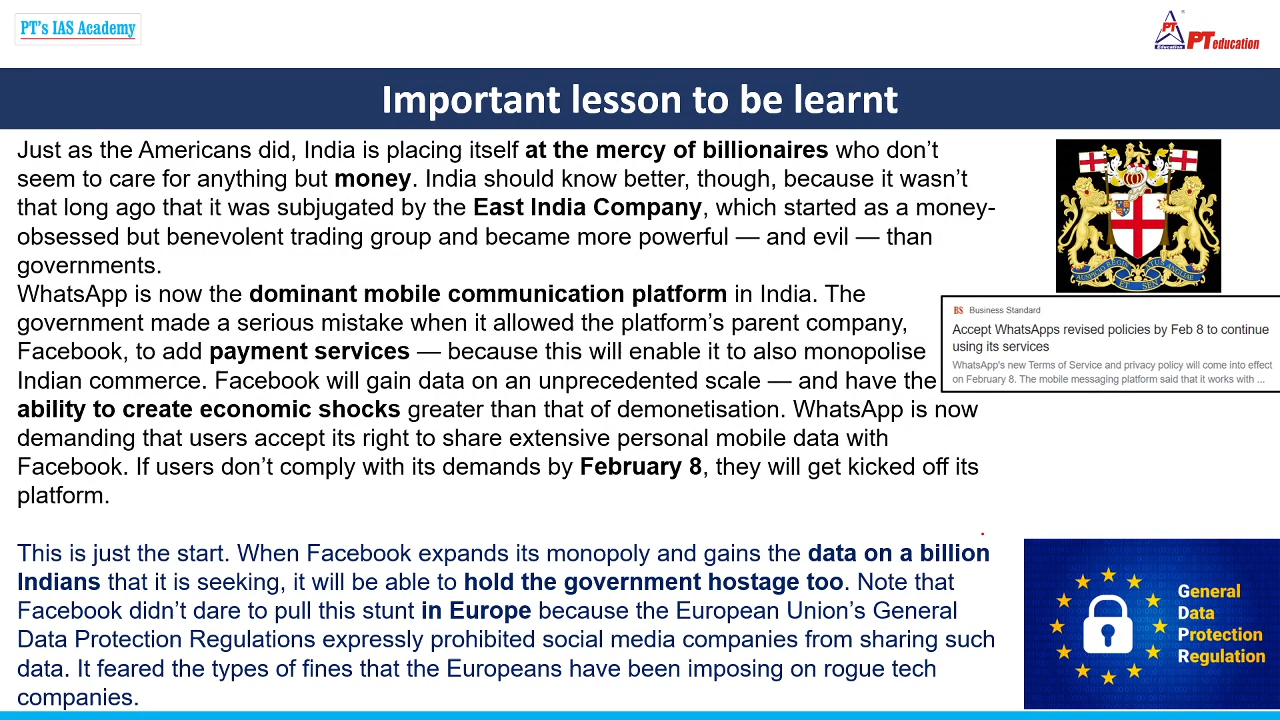 PT's IAS Academy
PT
Education
PT education
Important lesson to be learnt
Just as the Americans did, India is placing itself at the mercy of billionaires who don't
seem to care for anything but money. India should know better, though, because it wasn't
that long ago that it was subjugated by the East India Company, which started as a money-
obsessed but benevolent trading group and became more powerful — and evil — than
governments.
WhatsApp is now the dominant mobile communication platform in India. The
government made a serious mistake when it allowed the platform's parent company,
Facebook, to add payment services — because this will enable it to also monopolise
Indian commerce. Facebook will gain data on an unprecedented scale — and have the
ability to create economic shocks greater than that of demonetisation. WhatsApp is now
demanding that users accept its right to share extensive personal mobile data with
Facebook. If users don't comply with its demands by February 8, they will get kicked off its
platform.
This is just the start. When Facebook expands its monopoly and gains the data on a billion
Indians that it is seeking, it will be able to hold the government hostage too. Note that
Facebook didn't dare to pull this stunt in Europe because the European Union's General
Data Protection Regulations expressly prohibited social media companies from sharing such
data. It feared the types of fines that the Europeans have been imposing on rogue tech
companies.
AUSPICIO REGIS ET SEN ATUS ANGLIAE
BS Business Standard
Accept WhatsApps revised policies by Feb 8 to continue
using its services
WhatsApp's new Terms of Service and privacy policy will come into effect
on February 8. The mobile messaging platform said that it works with ...
General
Data
Protection
Regulation